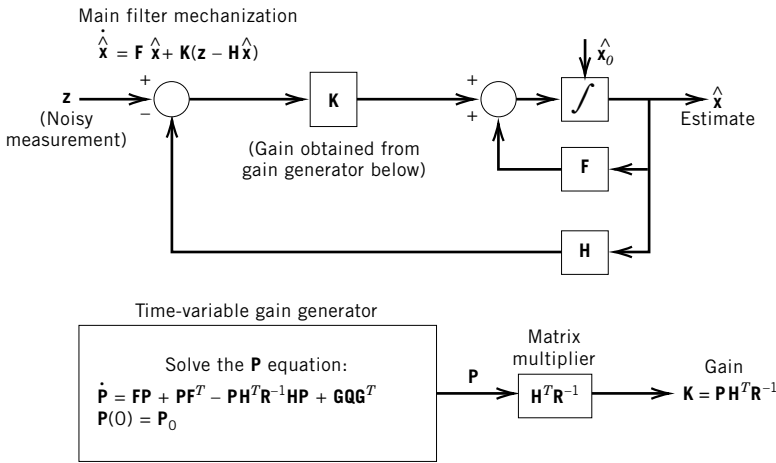 Main filter mechanization
x̂̇ = F x̂ + K(z – Hx̂)
x̂₀
+
z
–
K
+
+
∫
x̂
(Noisy
measurement)
Estimate
(Gain obtained from
gain generator below)
F
H
Time-variable gain generator
Solve the P equation:
Ṗ = FP + PFᵀ – PHᵀR⁻¹HP + GQGᵀ
P(0) = P₀
P
Matrix
multiplier
HᵀR⁻¹
Gain
K = PHᵀR⁻¹